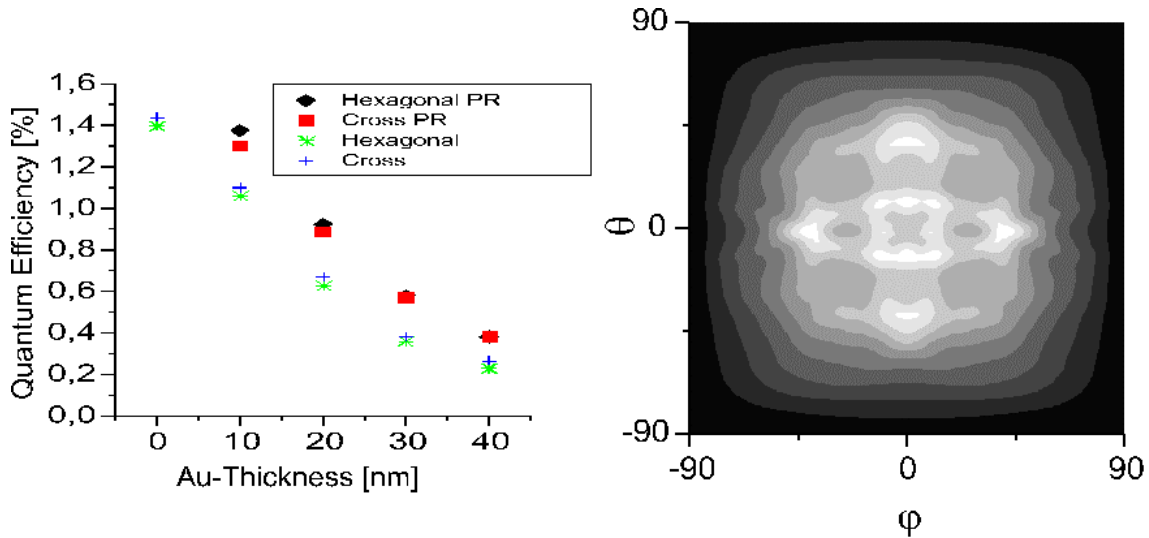 1,6
1,4
1,2
1,0
0,8
0,6
0,4
0,2
0,0
Quantum Efficiency [%]
Hexagonal PR
Cross PR
Hexagonal
Cross
0 10 20 30 40
Au-Thickness [nm]
90
0
-90
θ
-90 0 90
φ